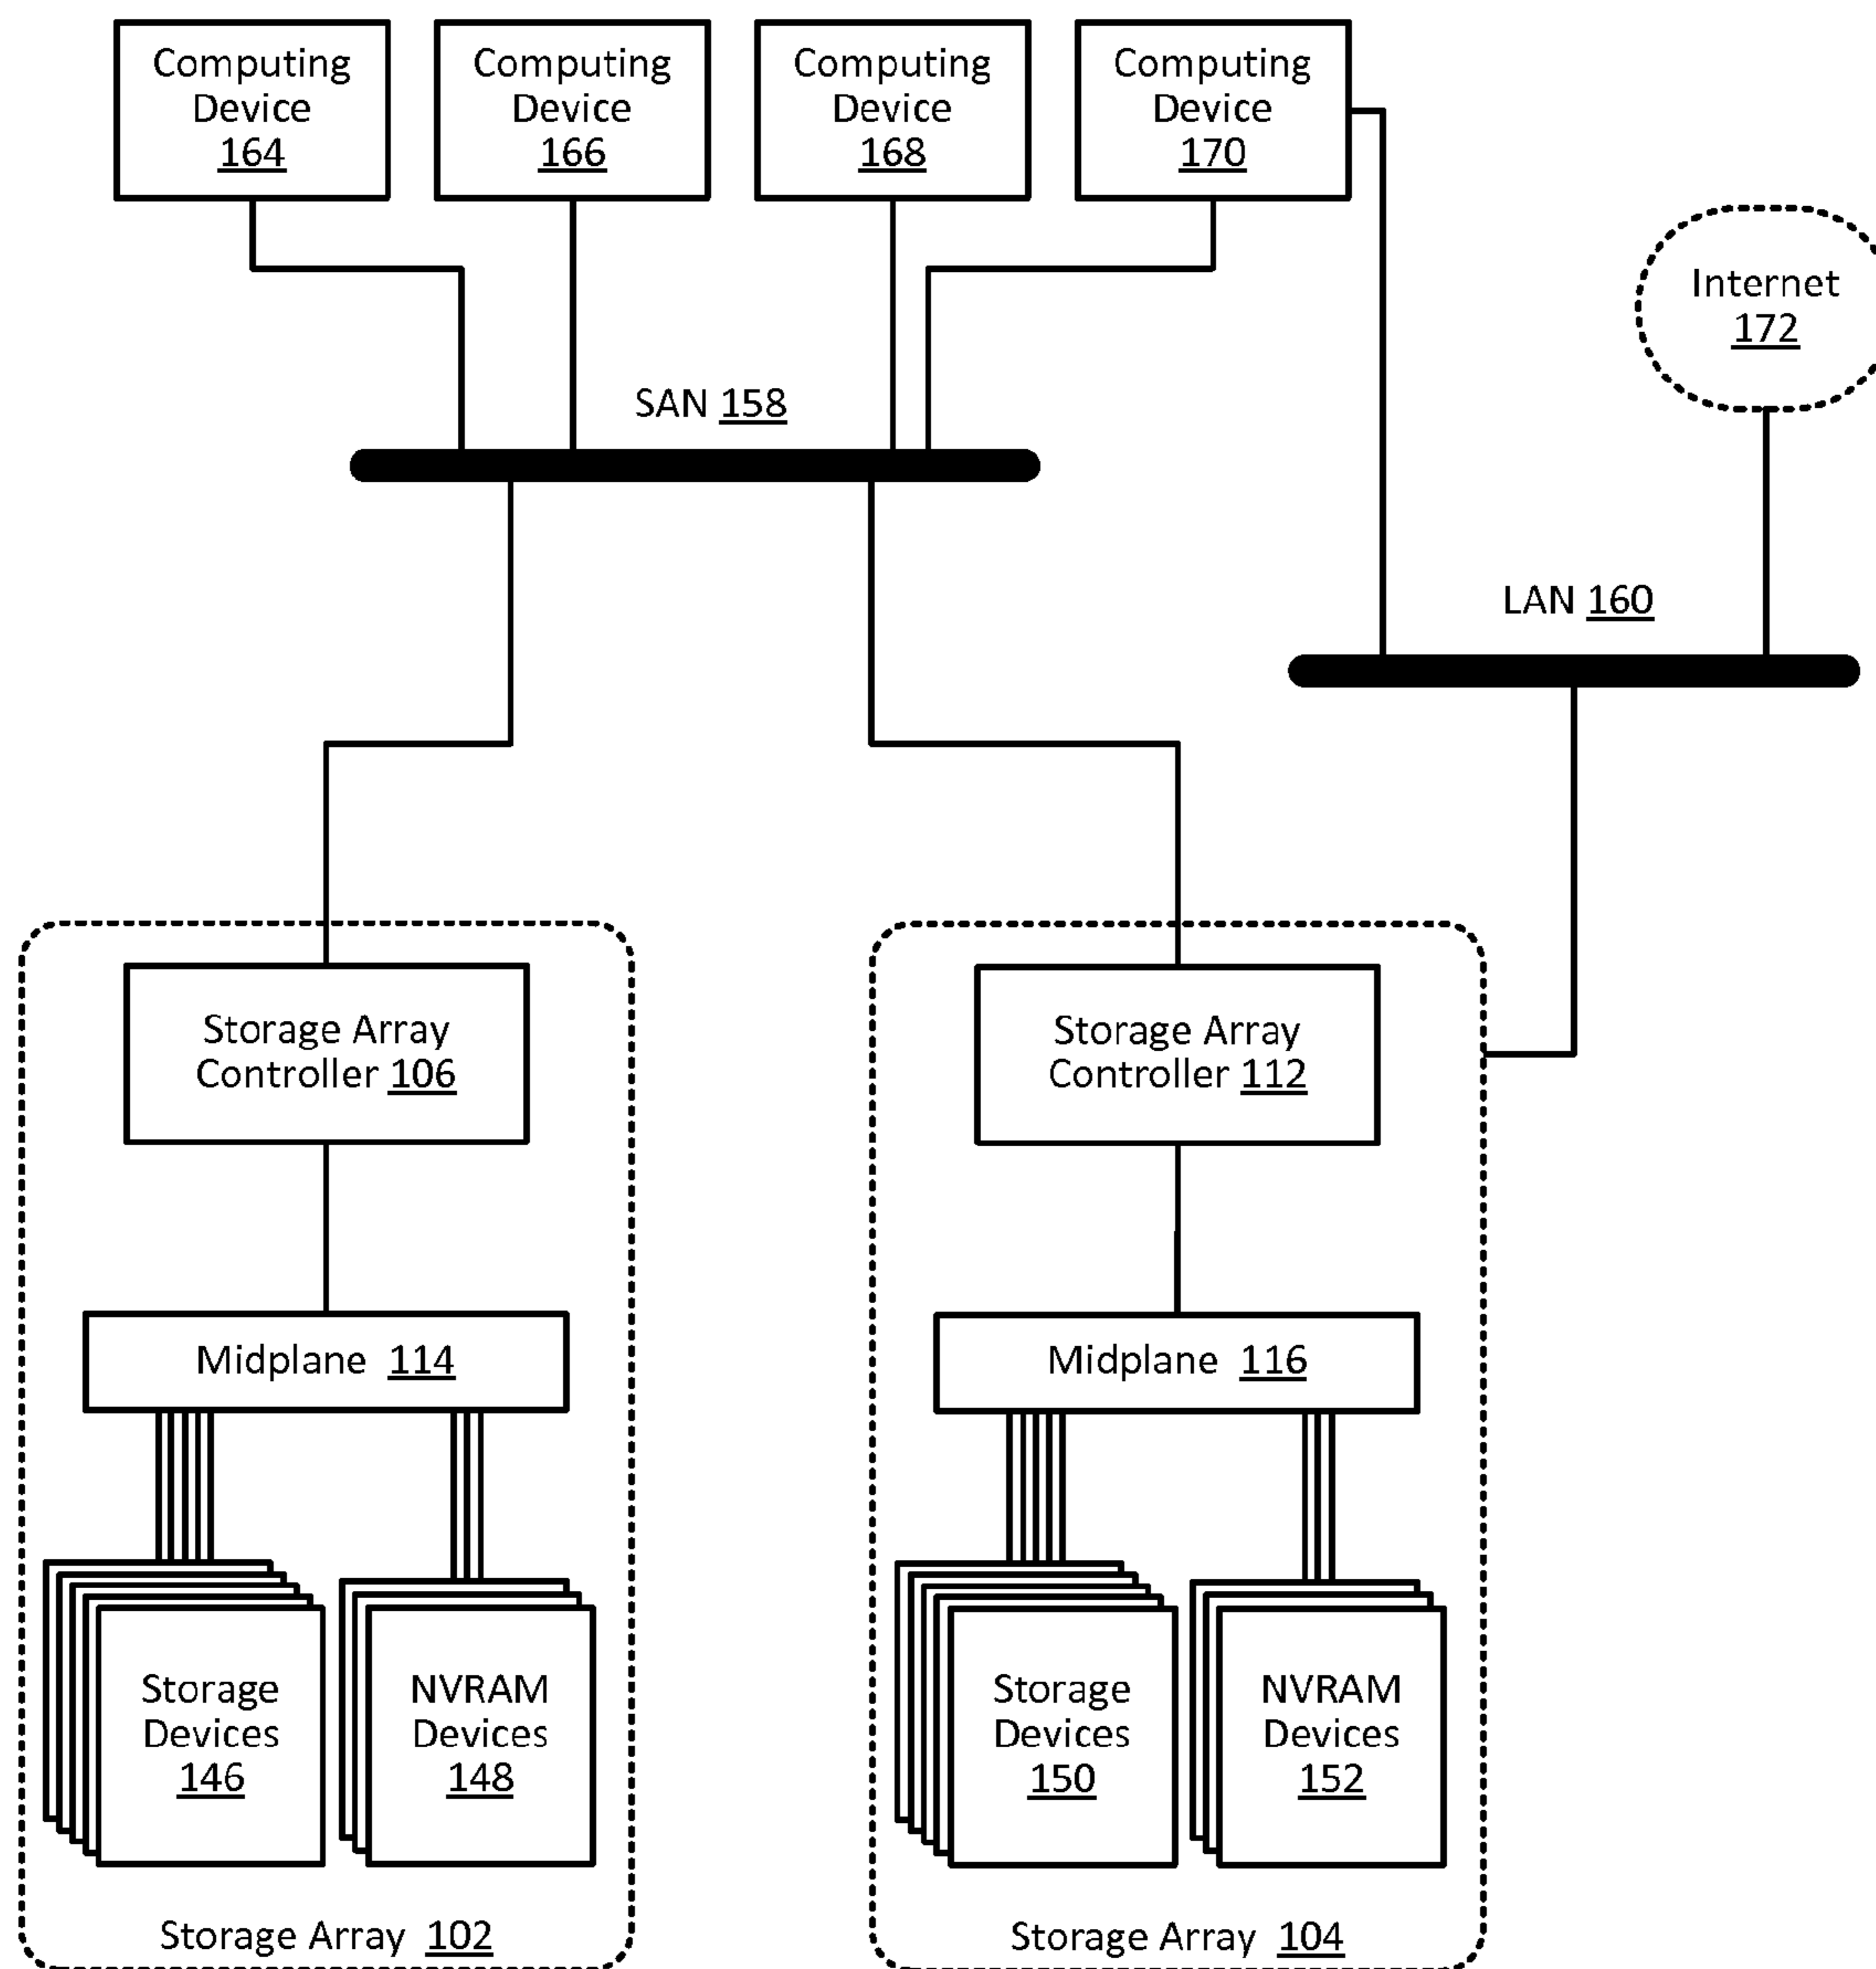 Computing
Device
164
Computing
Device
166
Computing
Device
168
Computing
Device
170
Internet
172
SAN 158
LAN 160
Storage Array
Controller 106
Storage Array
Controller 112
Midplane 114
Midplane 116
Storage
Devices
146
NVRAM
Devices
148
Storage
Devices
150
NVRAM
Devices
152
Storage Array 102
Storage Array 104